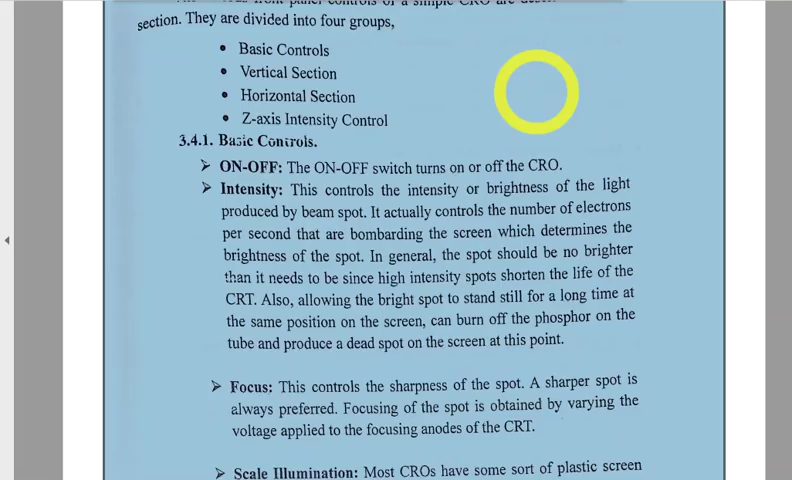 section. They are divided into four groups,
• Basic Controls
• Vertical Section
• Horizontal Section
• Z-axis Intensity Control
3.4.1. Basic Controls.
➢ ON-OFF: The ON-OFF switch turns on or off the CRO.
➢ Intensity: This controls the intensity or brightness of the light
produced by beam spot. It actually controls the number of electrons
per second that are bombarding the screen which determines the
brightness of the spot. In general, the spot should be no brighter
than it needs to be since high intensity spots shorten the life of the
CRT. Also, allowing the bright spot to stand still for a long time at
the same position on the screen, can burn off the phosphor on the
tube and produce a dead spot on the screen at this point.
➢ Focus: This controls the sharpness of the spot. A sharper spot is
always preferred. Focusing of the spot is obtained by varying the
voltage applied to the focusing anodes of the CRT.
➢ Scale Illumination: Most CROs have some sort of plastic screen